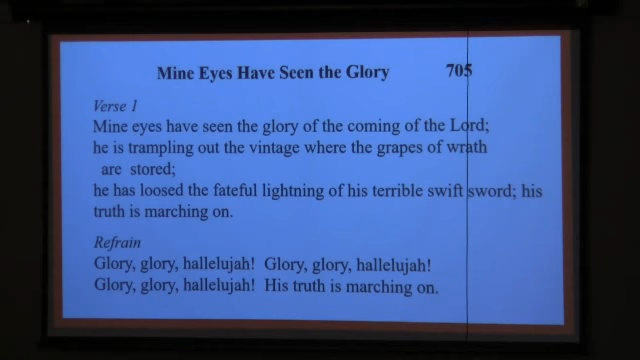 Mine Eyes Have Seen the Glory 705
Verse 1
Mine eyes have seen the glory of the coming of the Lord;
he is trampling out the vintage where the grapes of wrath
are stored;
he has loosed the fateful lightning of his terrible swift sword; his
truth is marching on.
Refrain
Glory, glory, hallelujah! Glory, glory, hallelujah!
Glory, glory, hallelujah! His truth is marching on.